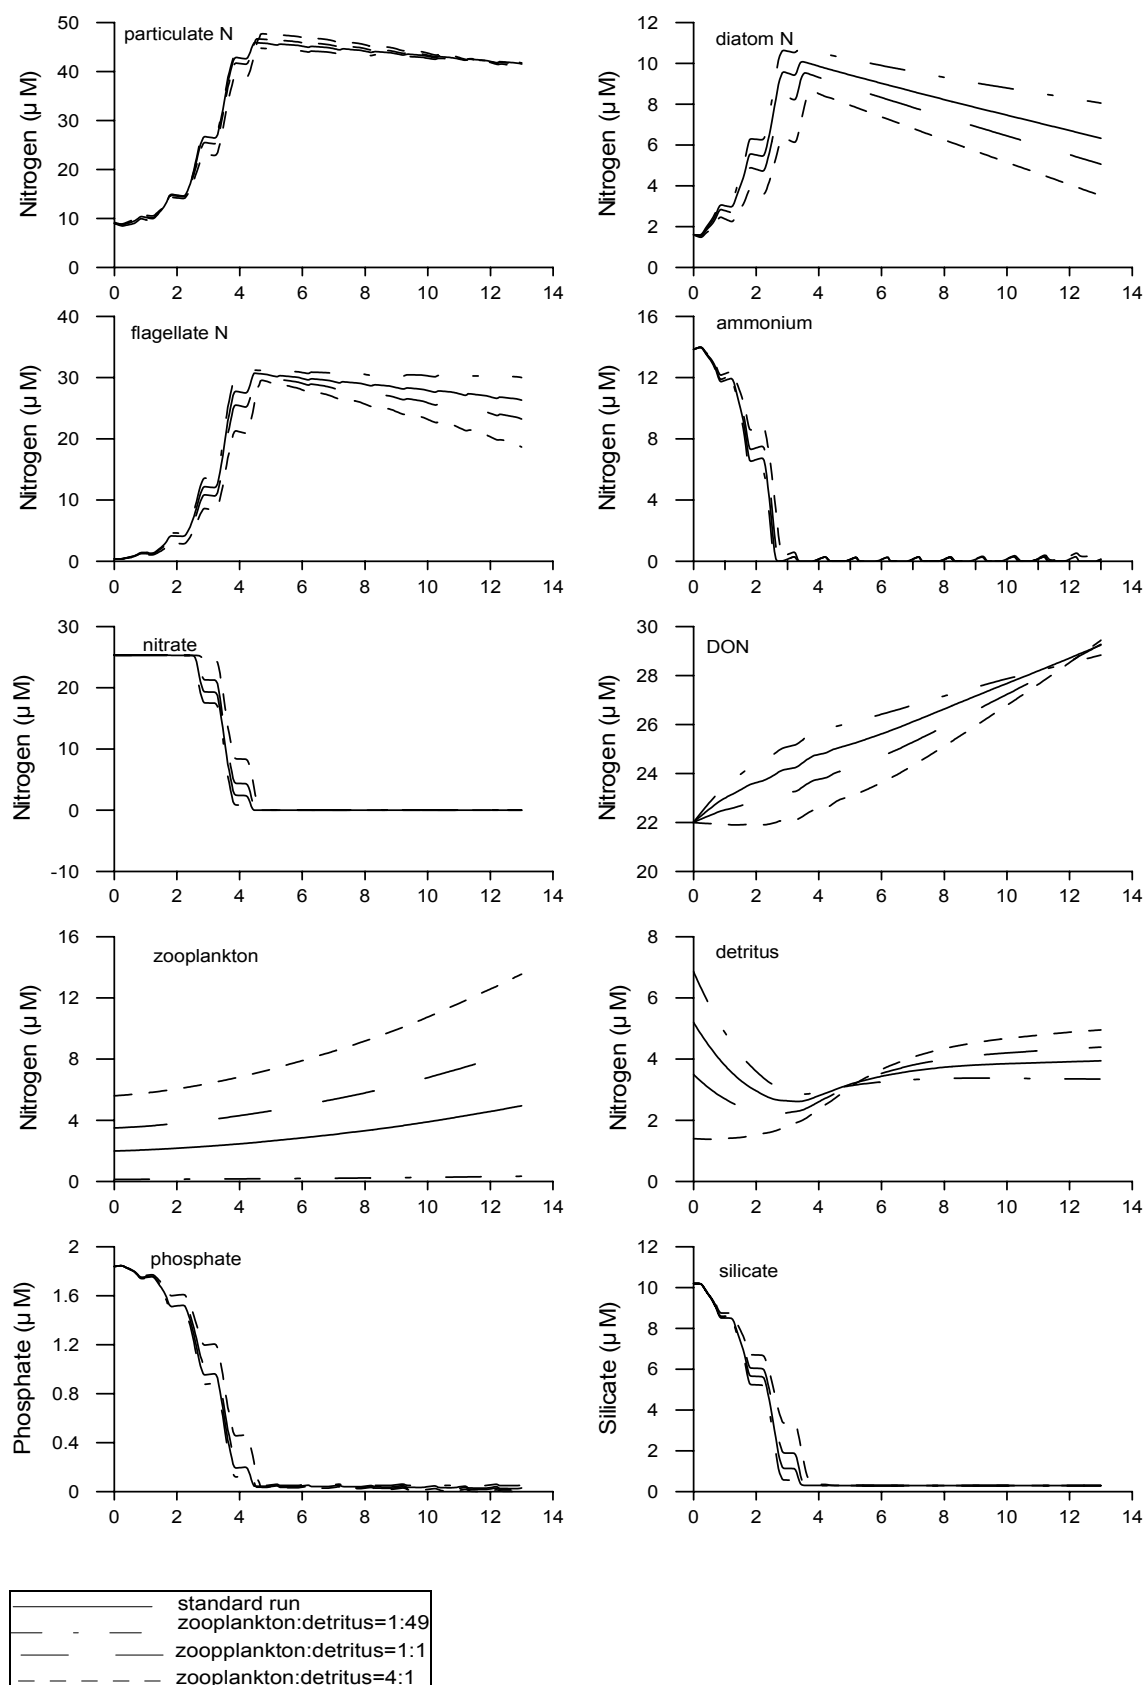 particulate N
Nitrogen (µ M)
50
40
30
20
10
0
0 2 4 6 8 10 12 14
diatom N
Nitrogen (µ M)
12
10
8
6
4
2
0
0 2 4 6 8 10 12 14
flagellate N
Nitrogen (µ M)
40
30
20
10
0
0 2 4 6 8 10 12 14
ammonium
Nitrogen (µ M)
16
12
8
4
0
0 2 4 6 8 10 12 14
nitrate
Nitrogen (µ M)
30
20
10
0
-10
0 2 4 6 8 10 12 14
DON
Nitrogen (µ M)
30
28
26
24
22
20
0 2 4 6 8 10 12 14
zooplankton
Nitrogen (µ M)
16
12
8
4
0
0 2 4 6 8 10 12 14
detritus
Nitrogen (µ M)
8
6
4
2
0
0 2 4 6 8 10 12 14
phosphate
Phosphate (µ M)
2
1.6
1.2
0.8
0.4
0
0 2 4 6 8 10 12 14
silicate
Silicate (µ M)
12
10
8
6
4
2
0
0 2 4 6 8 10 12 14
standard run
zooplankton:detritus=1:49
zoopplankton:detritus=1:1
zooplankton:detritus=4:1